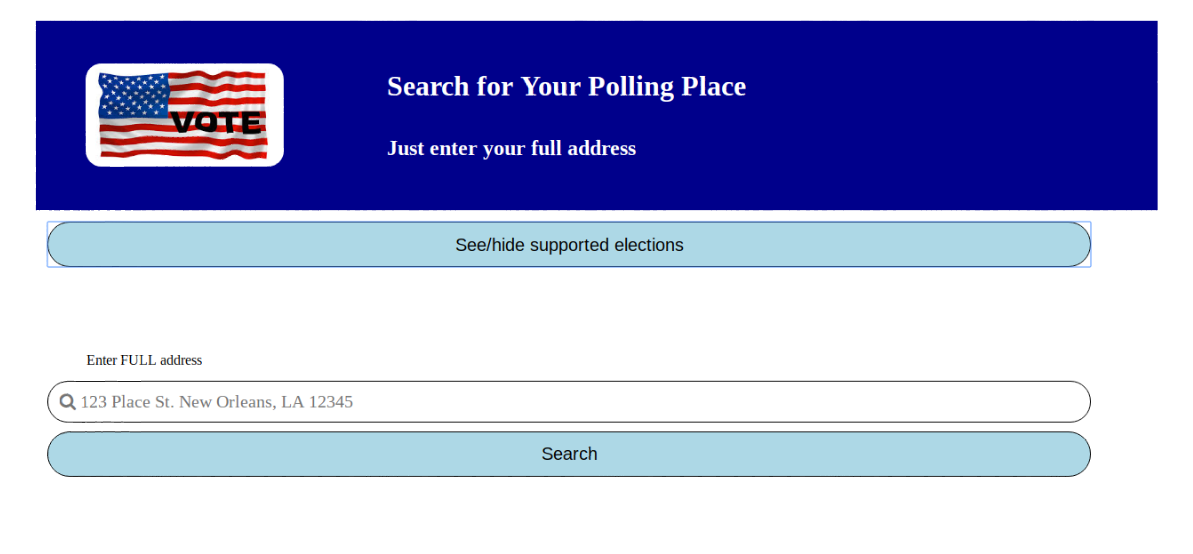 VOTE
Search for Your Polling Place
Just enter your full address
See/hide supported elections
Enter FULL address
123 Place St. New Orleans, LA 12345
Search